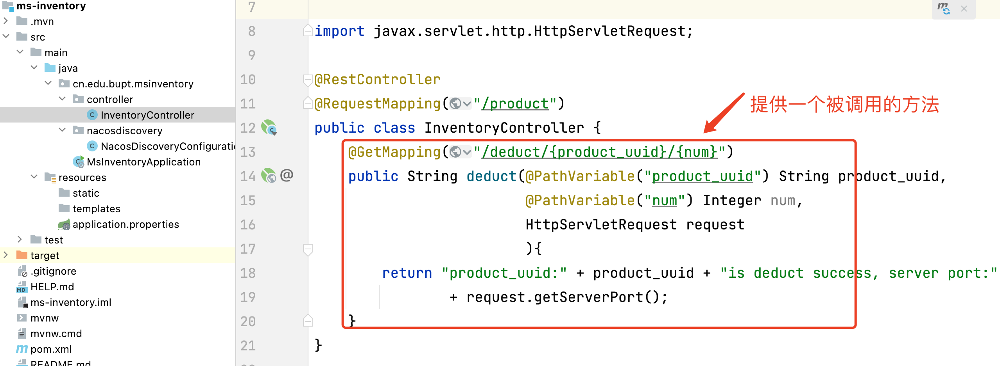 ms-inventory
.mvn
src
main
java
cn.edu.bupt.msinventory
controller
InventoryController
nacosdiscovery
NacosDiscoveryConfiguratio
MsInventoryApplication
resources
static
templates
application.properties
test
target
.gitignore
HELP.md
ms-inventory.iml
mvnw
mvnw.cmd
pom.xml
README.md
7
8 import javax.servlet.http.HttpServletRequest;
9
10 @RestController
11 @RequestMapping("/product")
提供一个被调用的方法
12 public class InventoryController {
13 @GetMapping("/deduct/{product_uuid}/{num}")
14 public String deduct(@PathVariable("product_uuid") String product_uuid,
15 @PathVariable("num") Integer num,
16 HttpServletRequest request
17 ){
18 return "product_uuid:" + product_uuid + "is deduct success, server port:"
19 + request.getServerPort();
20 }
21 }